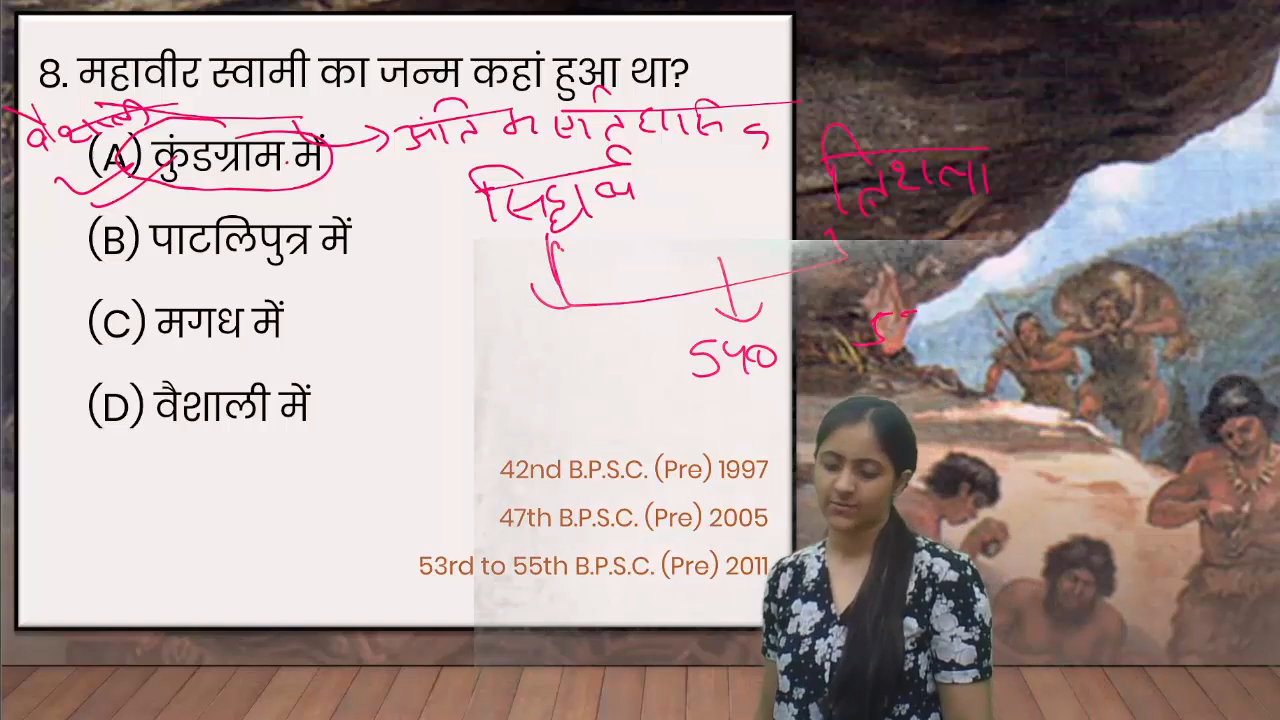 8. महावीर स्वामी का जन्म कहां हुआ था?
वैशाली
(A) कुंडग्राम में
(B) पाटलिपुत्र में
त्रिशला
(C) मगध में
540
(D) वैशाली में
42nd B.P.S.C. (Pre) 1997
47th B.P.S.C. (Pre) 2005
53rd to 55th B.P.S.C. (Pre) 2011